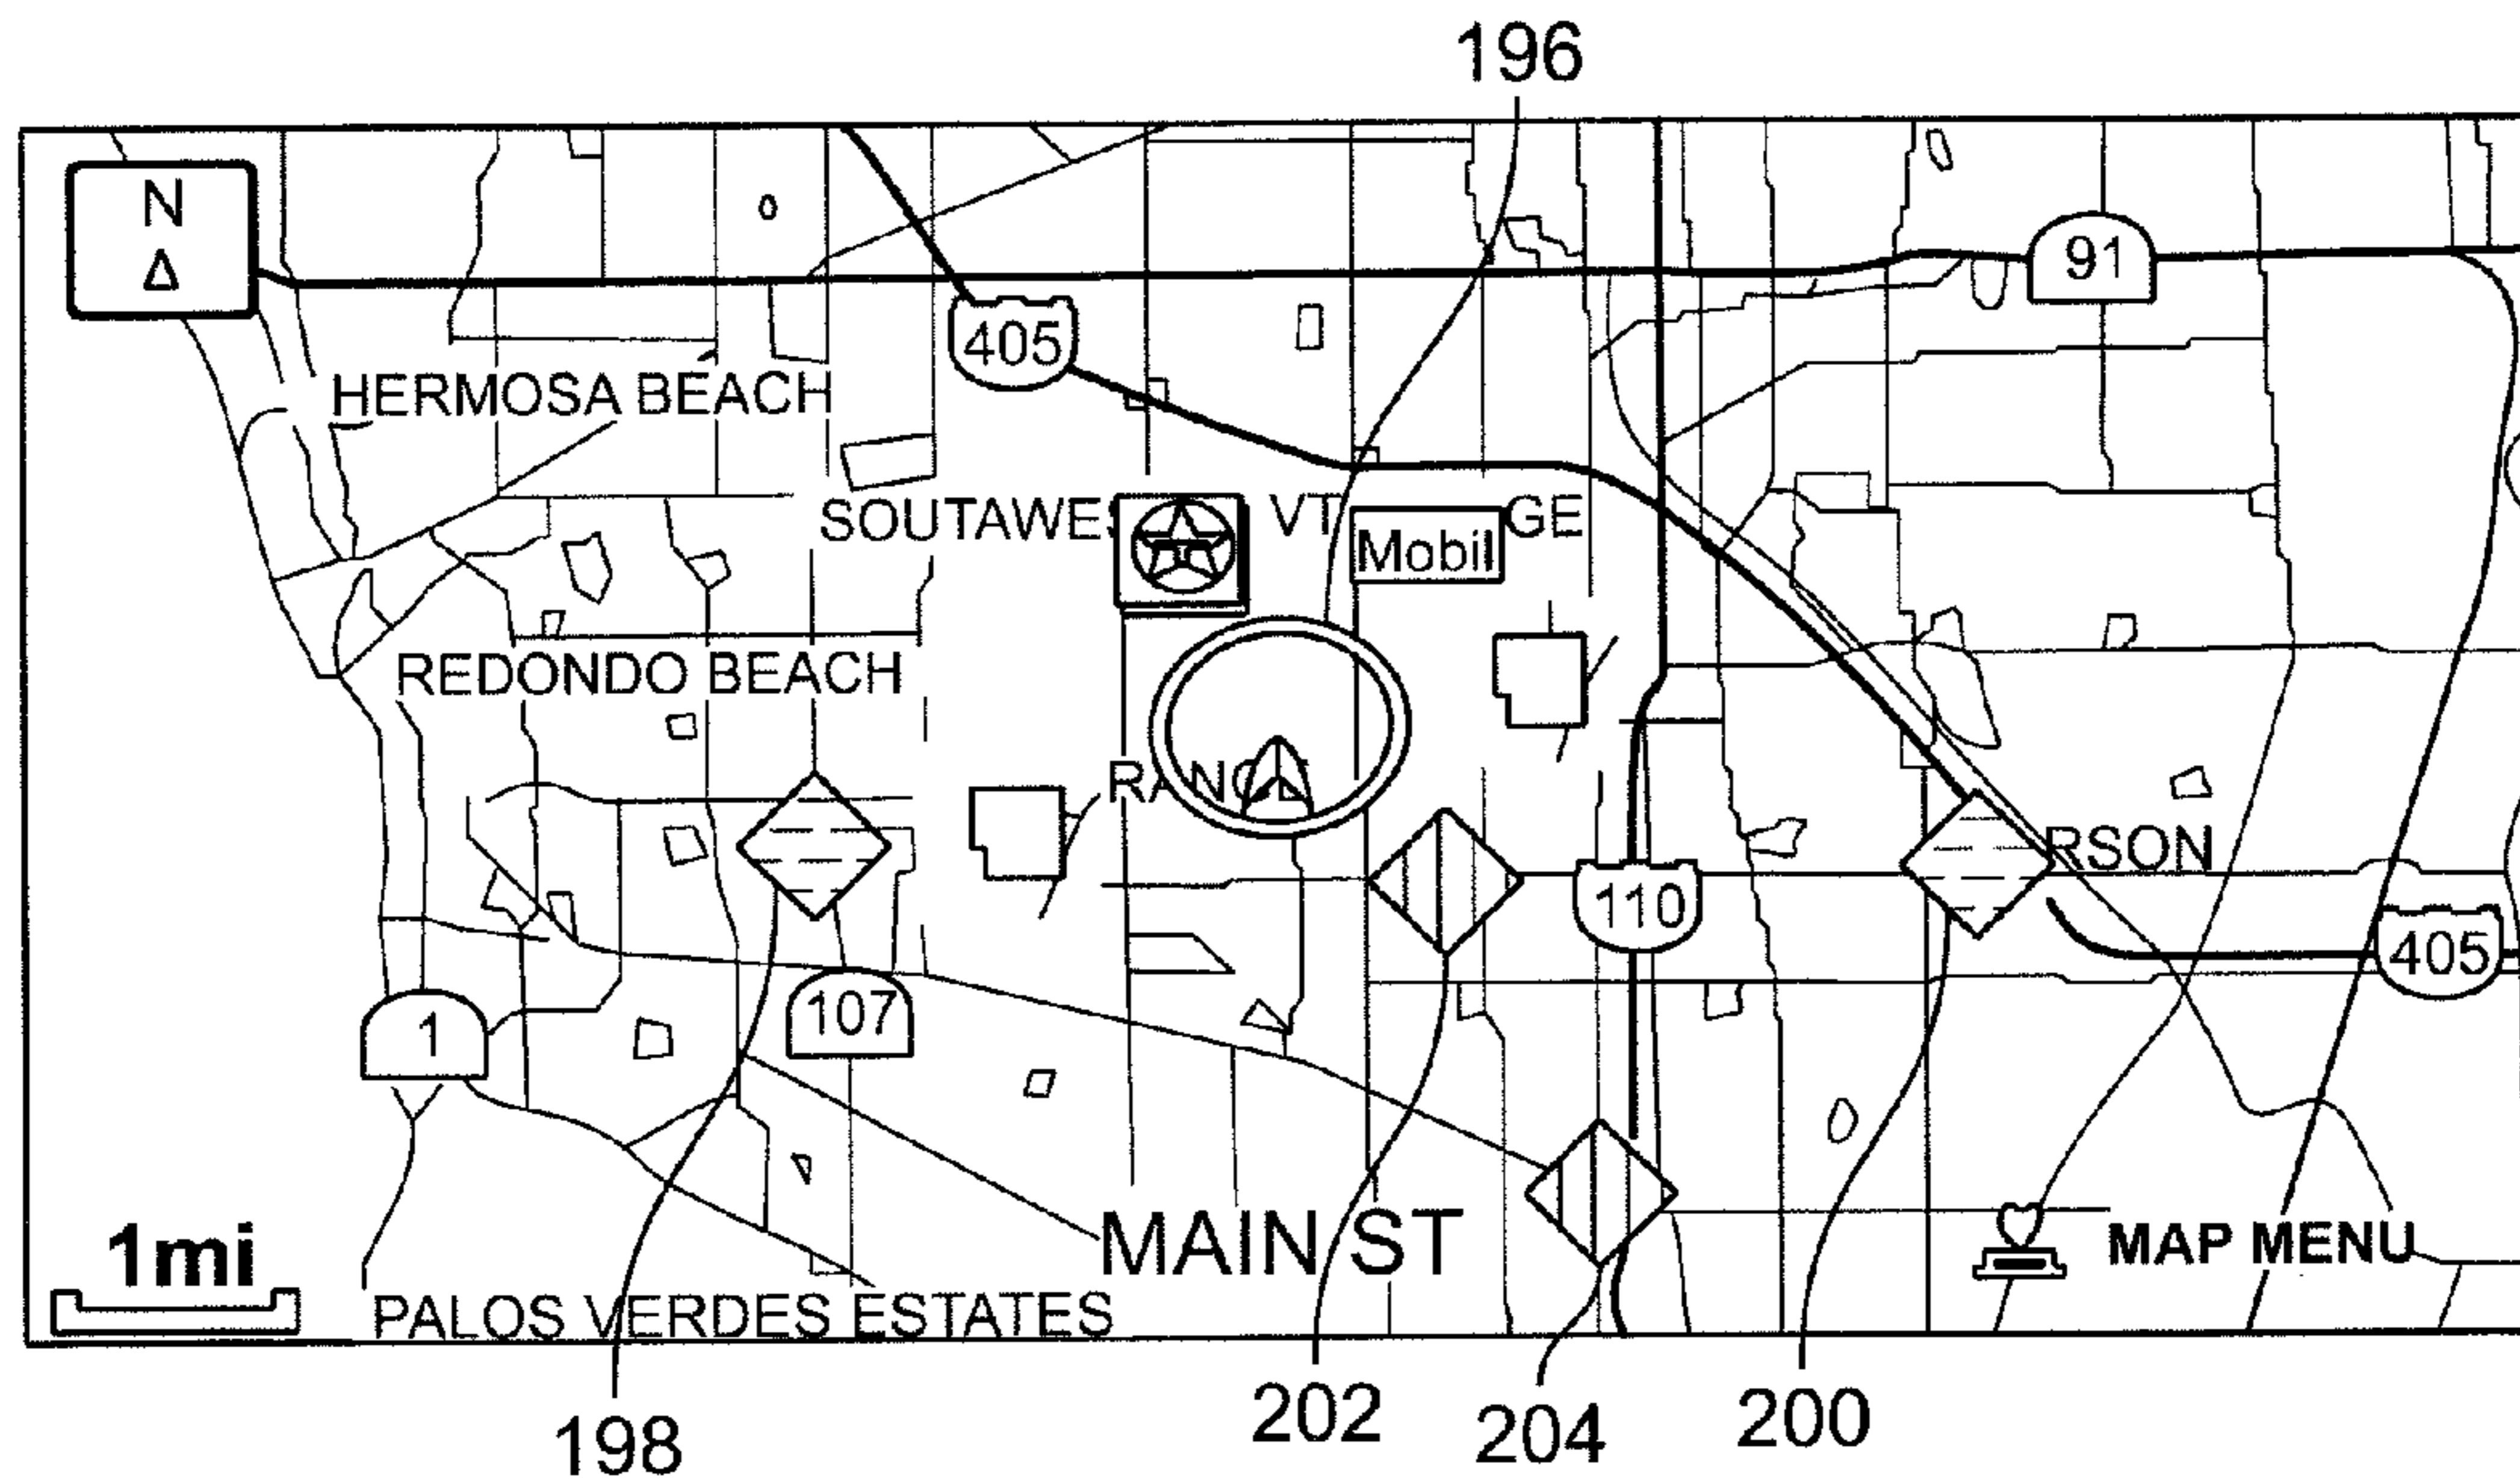 196
N
91
405
HERMOSA BEACH
SOUTAWES VT GE
Mobil
REDONDO BEACH
RANC
RSON
110
405
107
1
MAIN ST
1mi
MAP MENU
PALOS VERDES ESTATES
202
204
200
198